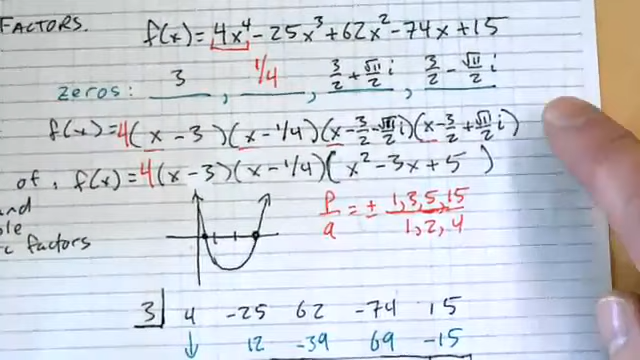 FACTORS.
f(x) = 4x⁴ - 25x³ + 62x² - 74x + 15
zeros: 3 , 1/4 , 3/2 + √11/2 i , 3/2 - √11/2 i
f(x) = 4(x - 3)(x - 1/4)(x - 3/2 - √11/2 i)(x - 3/2 + √11/2 i)
of, f(x) = 4(x - 3)(x - 1/4)(x² - 3x + 5)
and
factors
P/q = ± 1, 3, 5, 15 / 1, 2, 4
3 | 4 -25 62 -74 15
↓ 12 -39 69 -15